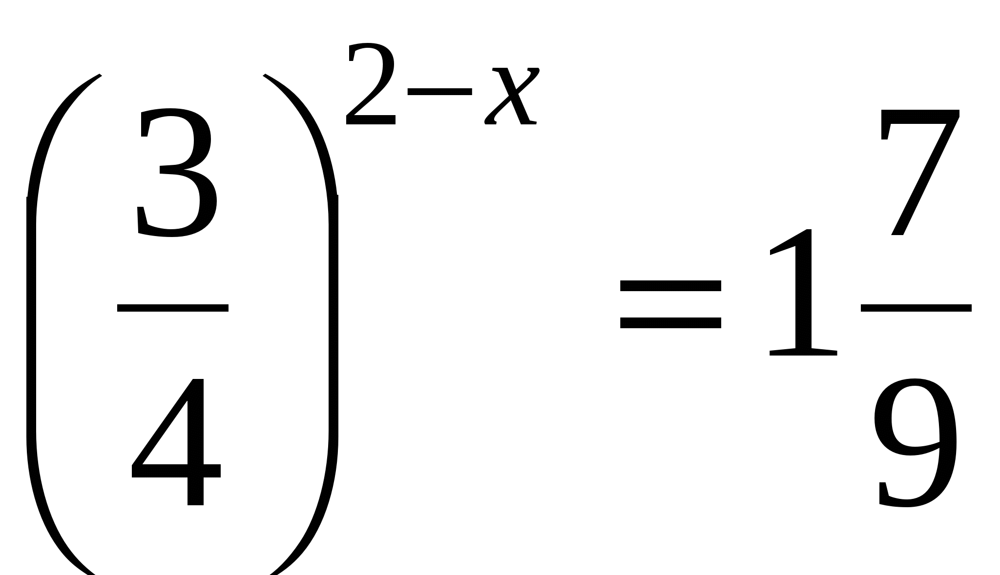 (3/4)^{2−x} = 1 7/9